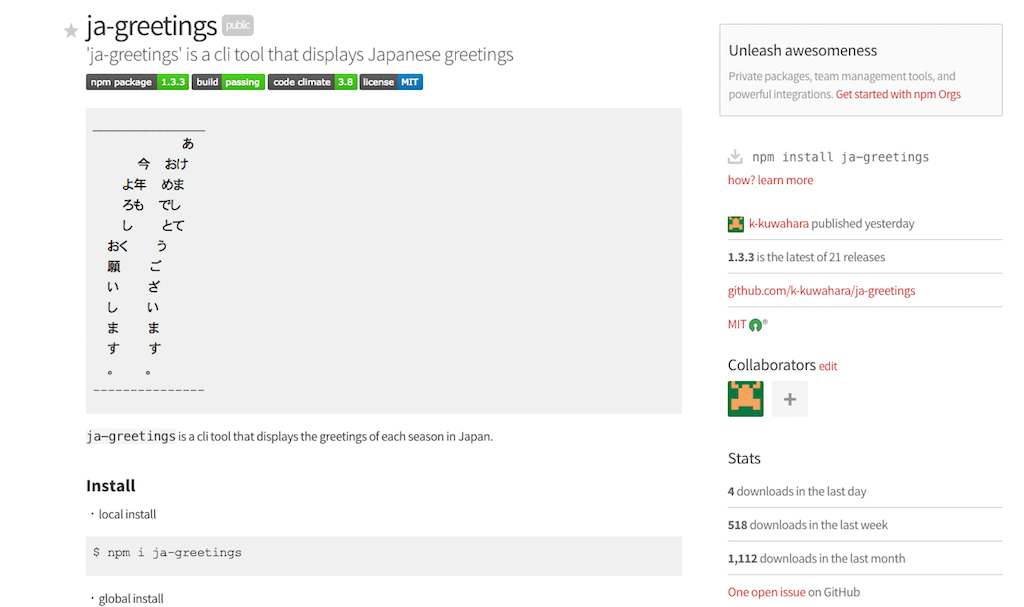 ja-greetings public
'ja-greetings' is a cli tool that displays Japanese greetings
npm package 1.3.3 build passing code climate 3.8 license MIT
________________
あ
今 おけ
よ年 めま
ろも でし
し とて
おく う
願 ご
い ざ
し い
ま ま
す す
。 。
---------------
ja-greetings is a cli tool that displays the greetings of each season in Japan.
Install
・local install
$ npm i ja-greetings
・global install
Unleash awesomeness
Private packages, team management tools, and
powerful integrations. Get started with npm Orgs
npm install ja-greetings
how? learn more
k-kuwahara published yesterday
1.3.3 is the latest of 21 releases
github.com/k-kuwahara/ja-greetings
MIT ®
Collaborators edit
+
Stats
4 downloads in the last day
518 downloads in the last week
1,112 downloads in the last month
One open issue on GitHub